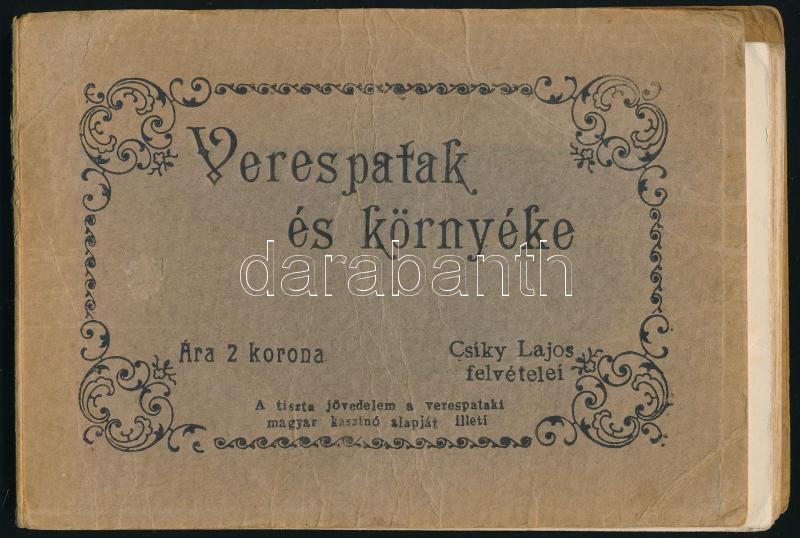 Verespatak
és környéke
darabanth
Ára 2 korona
Csiky Lajos
felvételei
A tiszta jövedelem a verespataki
magyar kaszinó alapját illeti